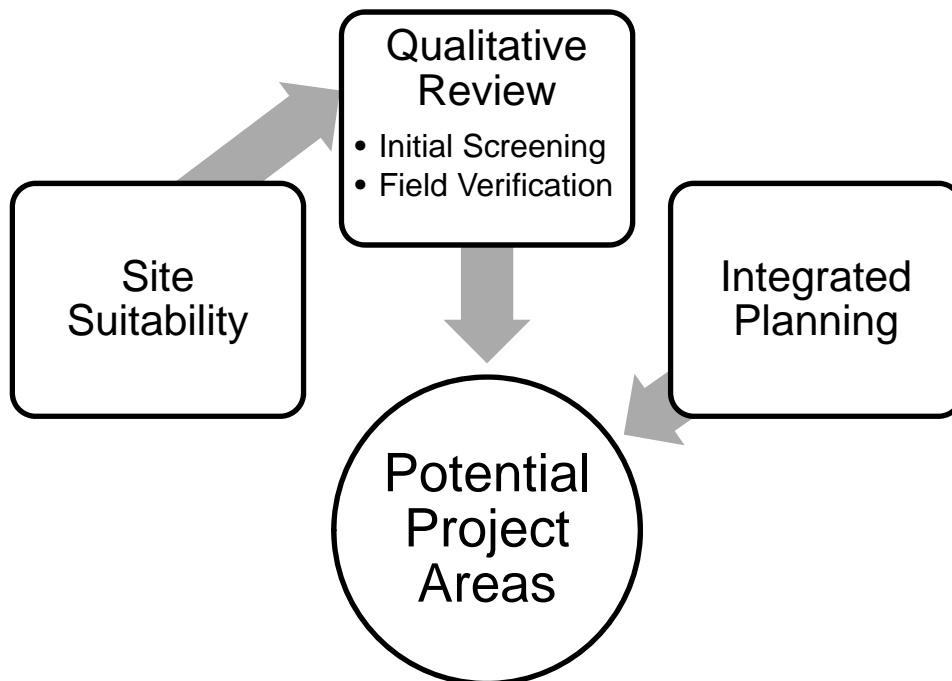 Qualitative
Review
• Initial Screening
• Field Verification
Site
Suitability
Integrated
Planning
Potential
Project
Areas